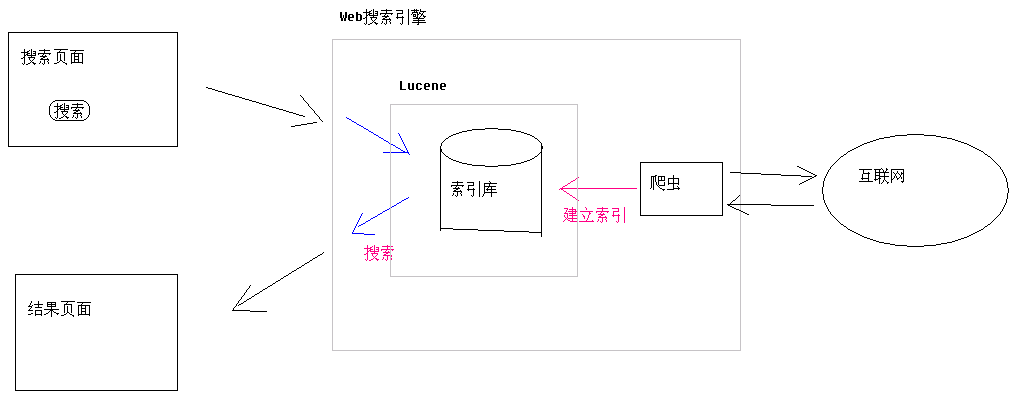 Web搜索引擎
搜索页面
搜索
Lucene
索引库
爬虫
互联网
建立索引
搜索
结果页面